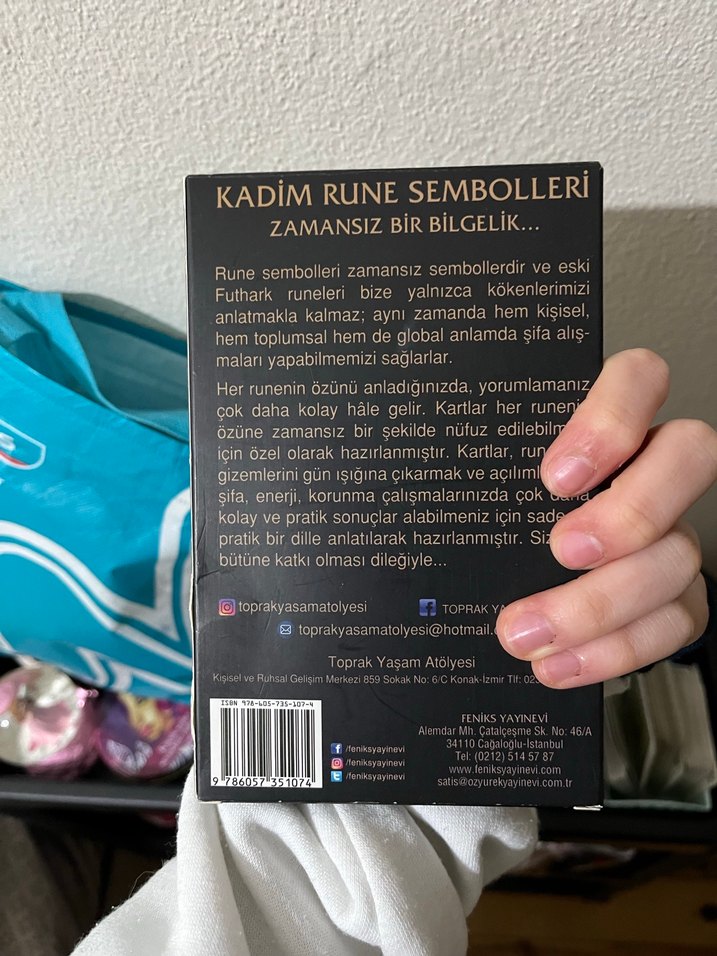 KADİM RUNE SEMBOLLERİ
ZAMANSIZ BİR BİLGELİK...
Rune sembolleri zamansız sembollerdir ve eski
Futhark runeleri bize yalnızca kökenlerimizi
anlatmakla kalmaz; aynı zamanda hem kişisel,
hem toplumsal hem de global anlamda şifa alış-
maları yapabilmemizi sağlarlar.
Her runenin özünü anladığınızda, yorumlamanız
çok daha kolay hâle gelir. Kartlar her runenin
özüne zamansız bir şekilde nüfuz
için özel olarak hazırlanmıştır. Kartlar,
gizemlerini gün ışığına çıkarmak ve
şifa, enerji, korunma çalışmalarınızda çok daha
kolay ve pratik sonuçlar alabilmeniz için
pratik bir dille anlatılarak hazırlanmıştır.
bütüne katkı olması dileğiyle...
toprakyasamatolyesi
TOPRAK
toprakyasamatolyesi@hotmail.
Toprak Yaşam Atölyesi
Kişisel ve Ruhsal Gelişim Merkezi 859 Sokak No: 6/C Konak-İzmir Tlf:
ISBN 978-605-735-107-4
9 786057 351074
/feniksyayinevi
/feniksyayinevi
/feniksyayinevi
FENİKS YAYINEVİ
Alemdar Mh. Çatalçeşme Sk. No: 46/A
34110 Cağaloğlu-İstanbul
Tel: (0212) 514 57 87
www.feniksyayinevi.com
satis@ozyurekyayinevi.com.tr